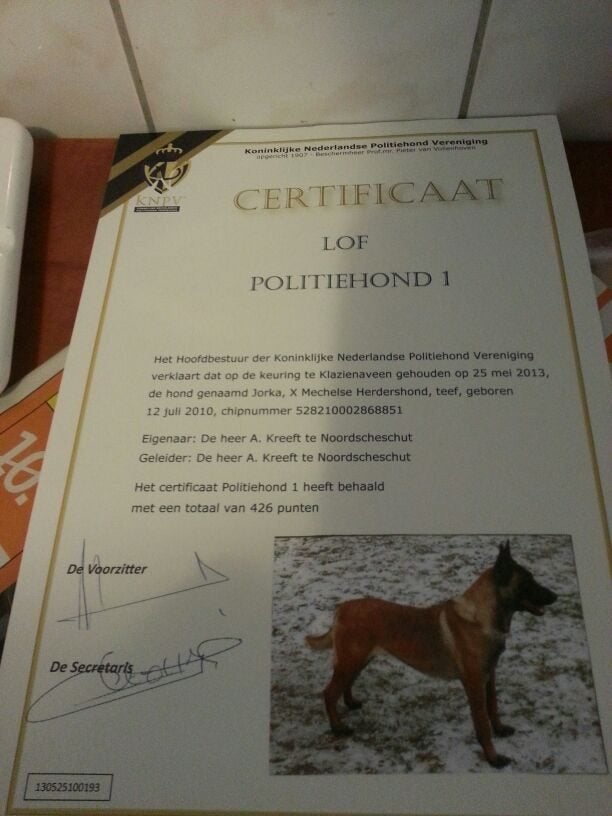 Koninklijke Nederlandse Politiehond Vereniging
opgericht 1907 - Beschermheer Prof.mr. Pieter van Vollenhoven
KNPV
CERTIFICAAT
LOF
POLITIEHOND 1
Het Hoofdbestuur der Koninklijke Nederlandse Politiehond Vereniging
verklaart dat op de keuring te Klazienaveen gehouden op 25 mei 2013,
de hond genaamd Jorka, X Mechelse Herdershond, teef, geboren
12 juli 2010, chipnummer 528210002868851
Eigenaar: De heer A. Kreeft te Noordscheschut
Geleider: De heer A. Kreeft te Noordscheschut
Het certificaat Politiehond 1 heeft behaald
met een totaal van 426 punten
De Voorzitter
De Secretaris
130525100193
16.